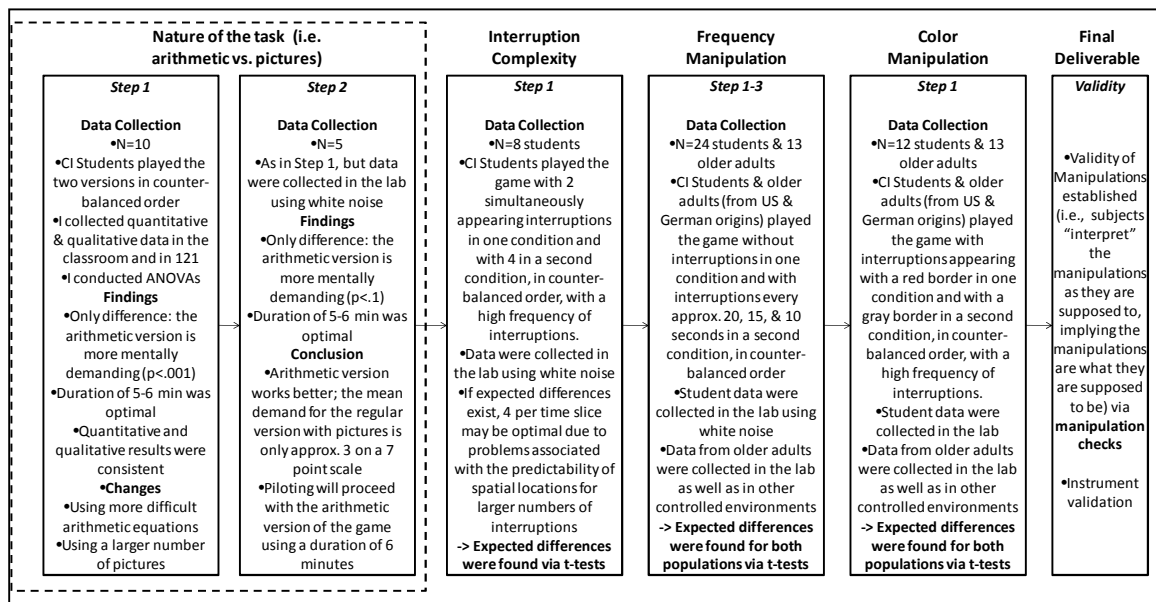 Nature of the task (i.e.
arithmetic vs. pictures)
Step 1
Data Collection
•N=10
•CI Students played the
two versions in counter-
balanced order
•I collected quantitative
& qualitative data in the
classroom and in 121
•I conducted ANOVAs
Findings
•Only difference: the
arithmetic version is
more mentally
demanding (p<.001)
•Duration of 5-6 min was
optimal
•Quantitative and
qualitative results were
consistent
•Changes
•Using more difficult
arithmetic equations
•Using a larger number
of pictures
Step 2
Data Collection
•N=5
•As in Step 1, but data
were collected in the lab
using white noise
Findings
•Only difference: the
arithmetic version is
more mentally
demanding (p<.1)
•Duration of 5-6 min was
optimal
Conclusion
•Arithmetic version
works better; the mean
demand for the regular
version with pictures is
only approx. 3 on a 7
point scale
•Piloting will proceed
with the arithmetic
version of the game
using a duration of 6
minutes
Interruption
Complexity
Step 1
Data Collection
•N=8 students
•CI Students played the
game with 2
simultaneously
appearing interruptions
in one condition and
with 4 in a second
condition, in counter-
balanced order, with a
high frequency of
interruptions.
•Data were collected in
the lab using white noise
•If expected differences
exist, 4 per time slice
may be optimal due to
problems associated
with the predictability of
spatial locations for
larger numbers of
interruptions
-> Expected differences
were found via t-tests
Frequency
Manipulation
Step 1-3
Data Collection
•N=24 students & 13
older adults
•CI Students & older
adults (from US &
German origins) played
the game without
interruptions in one
condition and with
interruptions every
approx. 20, 15, & 10
seconds in a second
condition, in counter-
balanced order
•Student data were
collected in the lab using
white noise
•Data from older adults
were collected in the lab
as well as in other
controlled environments
-> Expected differences
were found for both
populations via t-tests
Color
Manipulation
Step 1
Data Collection
•N=12 students & 13
older adults
•CI Students & older
adults (from US &
German origins) played
the game with
interruptions appearing
with a red border in one
condition and with a
gray border in a second
condition, in counter-
balanced order, with a
high frequency of
interruptions.
•Student data were
collected in the lab
•Data from older adults
were collected in the lab
as well as in other
controlled environments
-> Expected differences
were found for both
populations via t-tests
Final
Deliverable
Validity
•Validity of
Manipulations
established
(i.e., subjects
“interpret”
the
manipulations
as they are
supposed to,
implying the
manipulations
are what they
are supposed
to be) via
manipulation
checks
•Instrument
validation